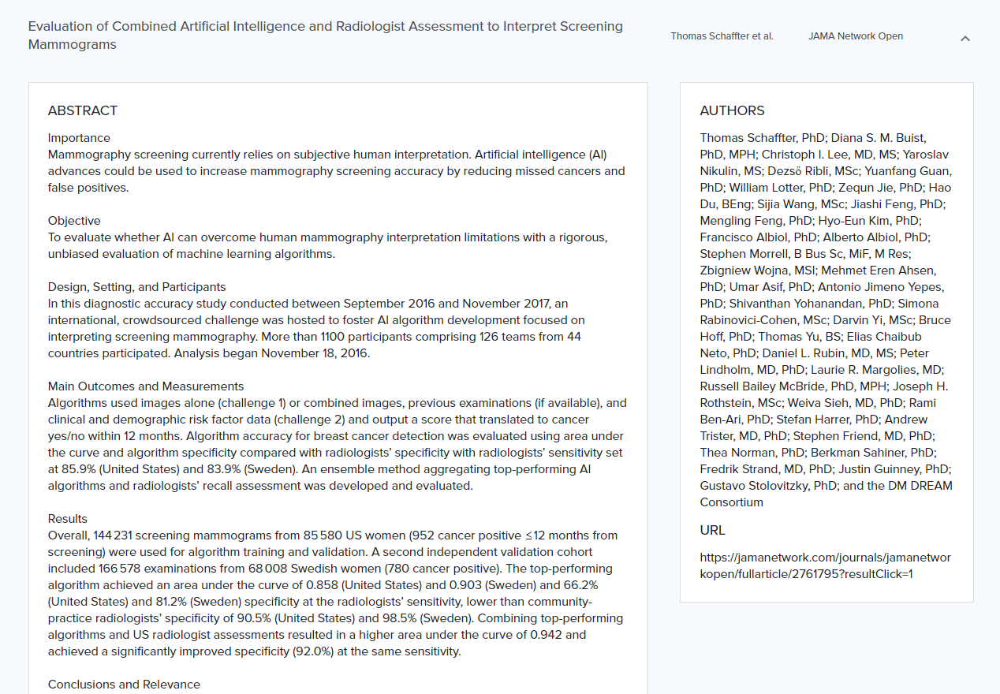 Evaluation of Combined Artificial Intelligence and Radiologist Assessment to Interpret Screening
Mammograms
Thomas Schaffter et al.
JAMA Network Open
ABSTRACT
Importance
Mammography screening currently relies on subjective human interpretation. Artificial intelligence (AI)
advances could be used to increase mammography screening accuracy by reducing missed cancers and
false positives.
Objective
To evaluate whether AI can overcome human mammography interpretation limitations with a rigorous,
unbiased evaluation of machine learning algorithms.
Design, Setting, and Participants
In this diagnostic accuracy study conducted between September 2016 and November 2017, an
international, crowdsourced challenge was hosted to foster AI algorithm development focused on
interpreting screening mammography. More than 1100 participants comprising 126 teams from 44
countries participated. Analysis began November 18, 2016.
Main Outcomes and Measurements
Algorithms used images alone (challenge 1) or combined images, previous examinations (if available), and
clinical and demographic risk factor data (challenge 2) and output a score that translated to cancer
yes/no within 12 months. Algorithm accuracy for breast cancer detection was evaluated using area under
the curve and algorithm specificity compared with radiologists’ specificity with radiologists’ sensitivity set
at 85.9% (United States) and 83.9% (Sweden). An ensemble method aggregating top-performing AI
algorithms and radiologists’ recall assessment was developed and evaluated.
Results
Overall, 144 231 screening mammograms from 85 580 US women (952 cancer positive ≤12 months from
screening) were used for algorithm training and validation. A second independent validation cohort
included 166 578 examinations from 68 008 Swedish women (780 cancer positive). The top-performing
algorithm achieved an area under the curve of 0.858 (United States) and 0.903 (Sweden) and 66.2%
(United States) and 81.2% (Sweden) specificity at the radiologists’ sensitivity, lower than community-
practice radiologists’ specificity of 90.5% (United States) and 98.5% (Sweden). Combining top-performing
algorithms and US radiologist assessments resulted in a higher area under the curve of 0.942 and
achieved a significantly improved specificity (92.0%) at the same sensitivity.
Conclusions and Relevance
AUTHORS
Thomas Schaffter, PhD; Diana S. M. Buist,
PhD, MPH; Christoph I. Lee, MD, MS; Yaroslav
Nikulin, MS; Dezső Ribli, MSc; Yuanfang Guan,
PhD; William Lotter, PhD; Zequn Jie, PhD; Hao
Du, BEng; Sijia Wang, MSc; Jiashi Feng, PhD;
Mengling Feng, PhD; Hyo-Eun Kim, PhD;
Francisco Albiol, PhD; Alberto Albiol, PhD;
Stephen Morrell, B Bus Sc, MiF, M Res;
Zbigniew Wojna, MSI; Mehmet Eren Ahsen,
PhD; Umar Asif, PhD; Antonio Jimeno Yepes,
PhD; Shivanthan Yohanandan, PhD; Simona
Rabinovici-Cohen, MSc; Darvin Yi, MSc; Bruce
Hoff, PhD; Thomas Yu, BS; Elias Chaibub
Neto, PhD; Daniel L. Rubin, MD, MS; Peter
Lindholm, MD, PhD; Laurie R. Margolies, MD;
Russell Bailey McBride, PhD, MPH; Joseph H.
Rothstein, MSc; Weiva Sieh, MD, PhD; Rami
Ben-Ari, PhD; Stefan Harrer, PhD; Andrew
Trister, MD, PhD; Stephen Friend, MD, PhD;
Thea Norman, PhD; Berkman Sahiner, PhD;
Fredrik Strand, MD, PhD; Justin Guinney, PhD;
Gustavo Stolovitzky, PhD; and the DM DREAM
Consortium
URL
https://jamanetwork.com/journals/jamanetwor
kopen/fullarticle/2761795?resultClick=1